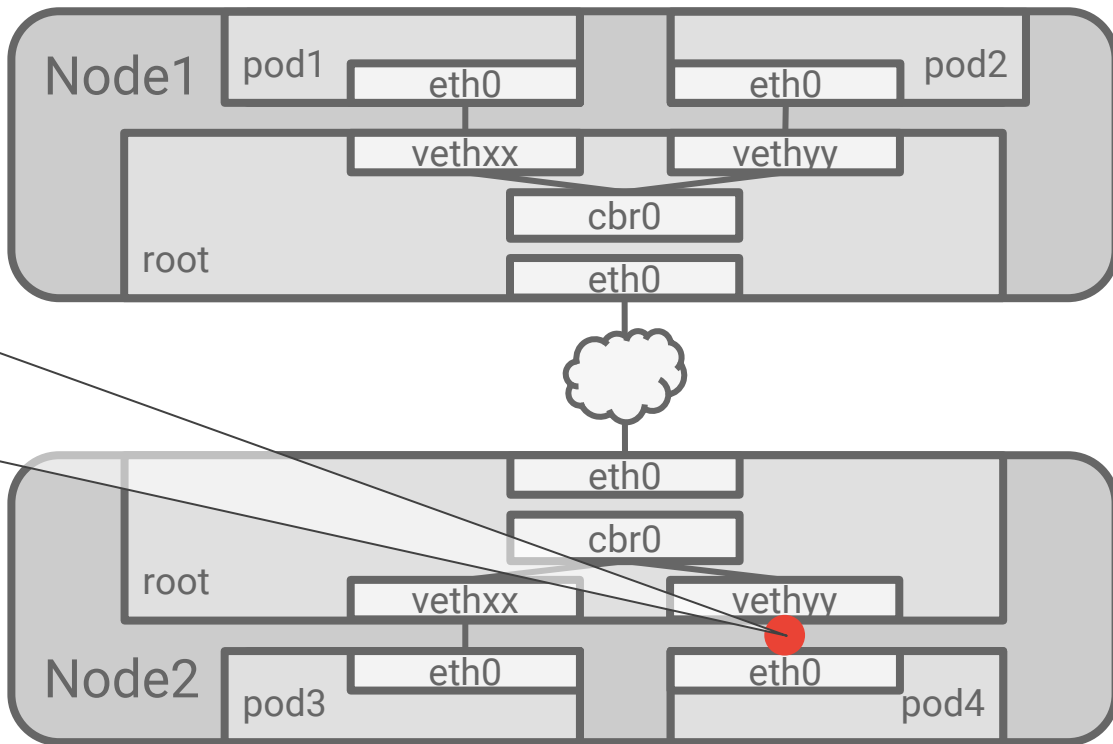 Node1
pod1
eth0
eth0
pod2
vethxx
vethyy
cbr0
root
eth0
eth0
cbr0
root
vethxx
vethyy
Node2
pod3
eth0
eth0
pod4